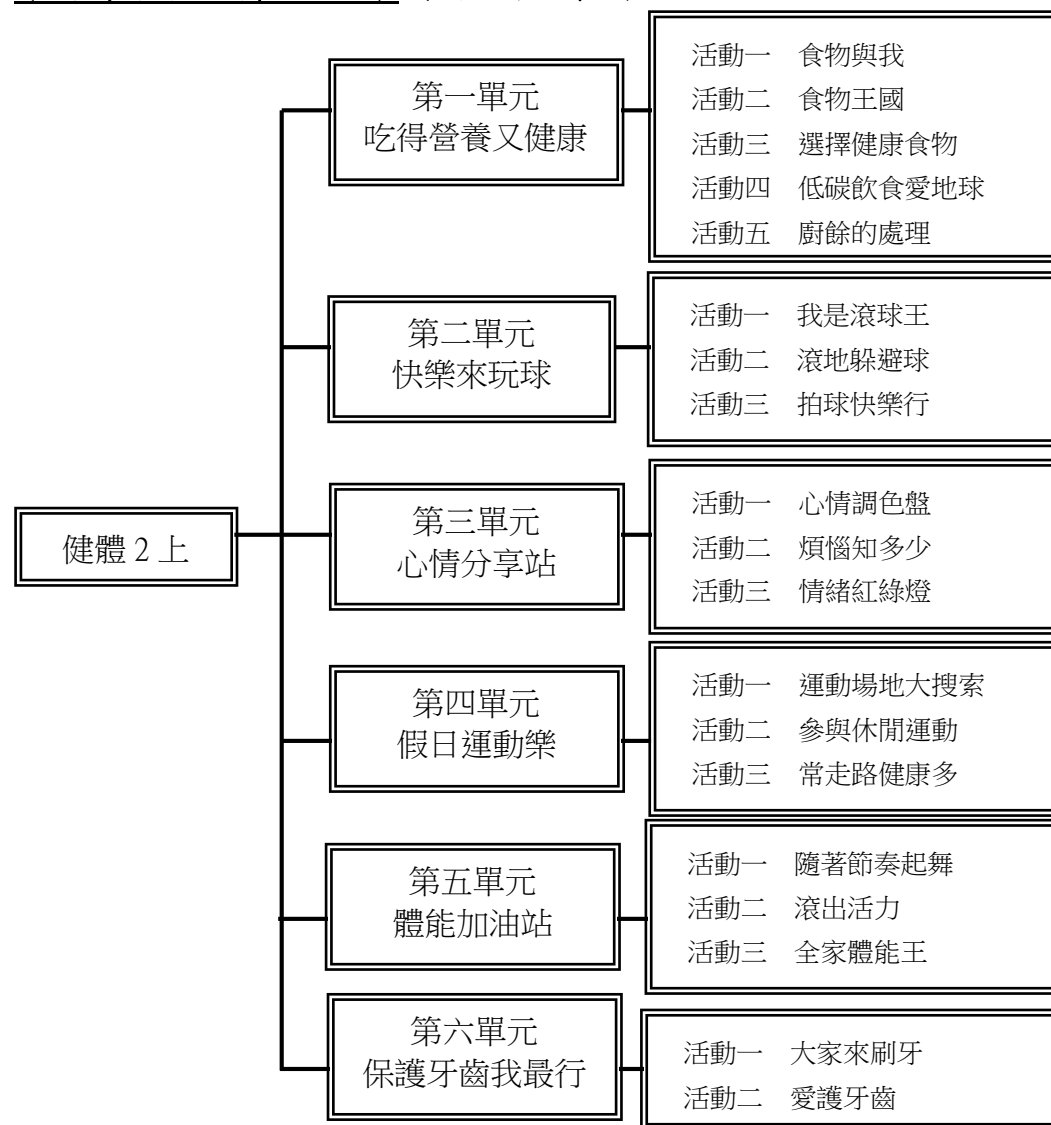 第一單元
吃得營養又健康
活動一 食物與我
活動二 食物王國
活動三 選擇健康食物
活動四 低碳飲食愛地球
活動五 廚餘的處理
第二單元
快樂來玩球
活動一 我是滾球王
活動二 滾地躲避球
活動三 拍球快樂行
健體 2 上
第三單元
心情分享站
活動一 心情調色盤
活動二 煩惱知多少
活動三 情緒紅綠燈
第四單元
假日運動樂
活動一 運動場地大搜索
活動二 參與休閒運動
活動三 常走路健康多
第五單元
體能加油站
活動一 隨著節奏起舞
活動二 滾出活力
活動三 全家體能王
第六單元
保護牙齒我最行
活動一 大家來刷牙
活動二 愛護牙齒